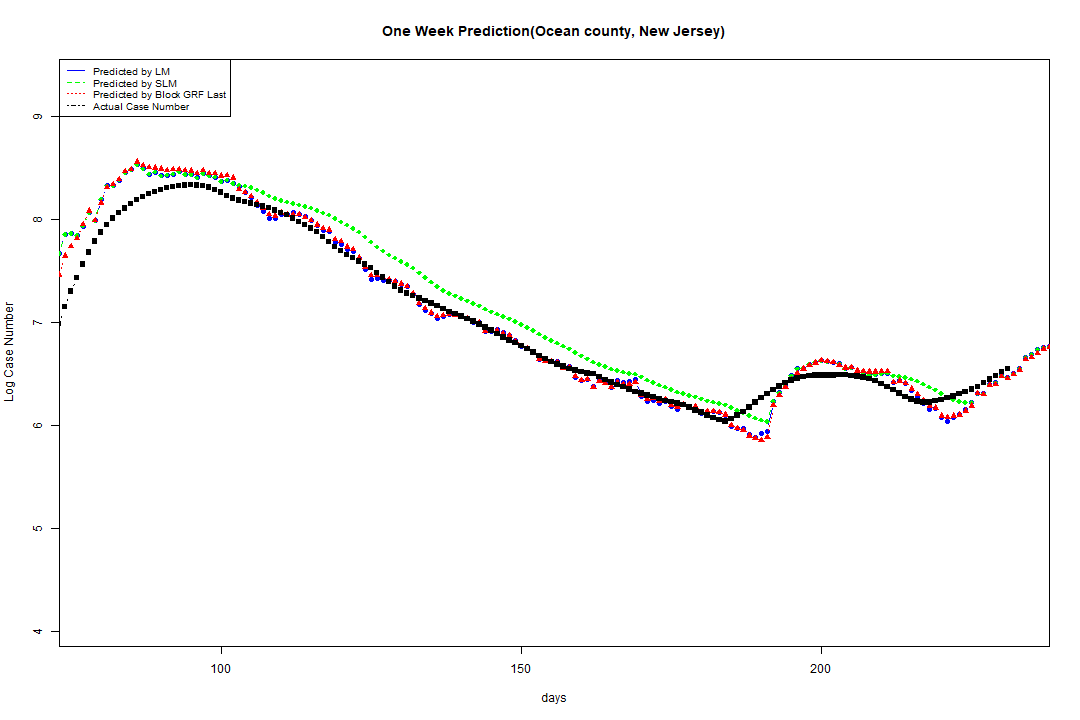 One Week Prediction(Ocean county, New Jersey)
Predicted by LM
Predicted by SLM
Predicted by Block GRF Last
Actual Case Number
9
8
7
6
5
4
Log Case Number
100
150
200
days